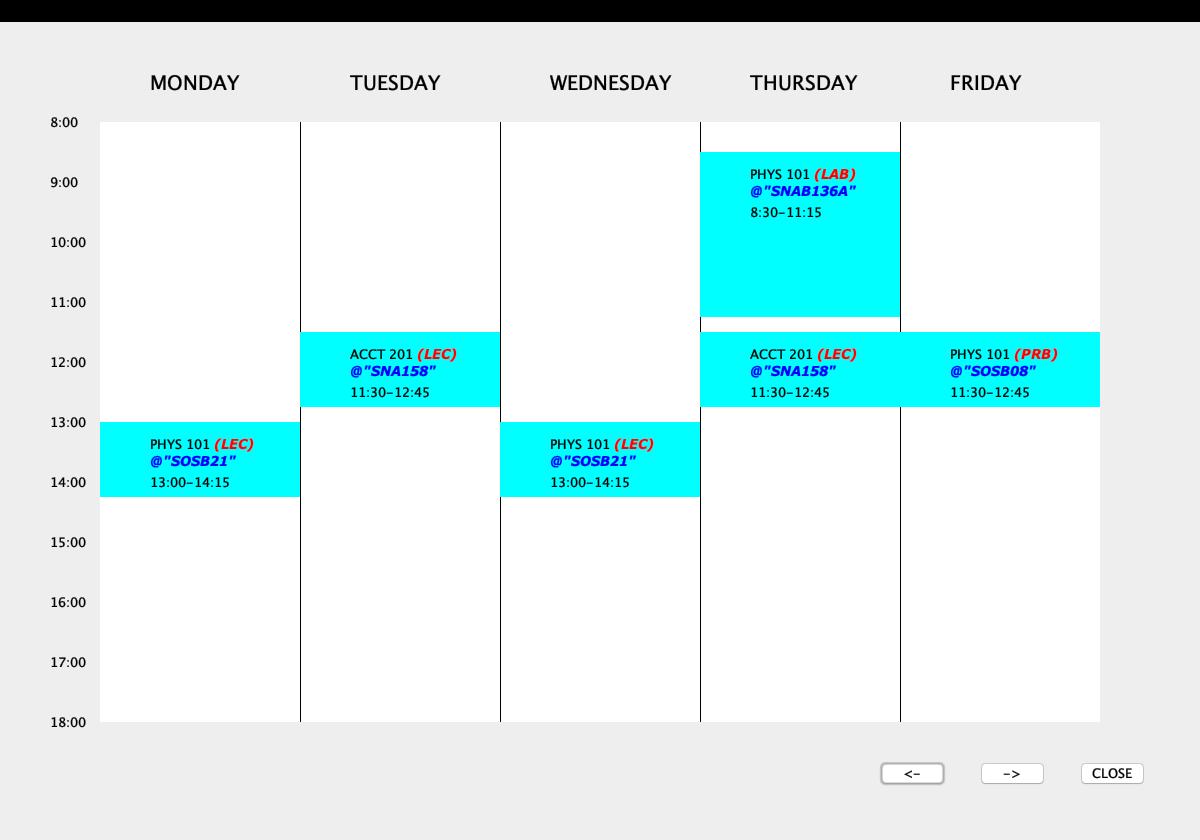 MONDAY TUESDAY WEDNESDAY THURSDAY FRIDAY
8:00
PHYS 101 (LAB)
@"SNAB136A"
8:30-11:15
9:00
10:00
11:00
ACCT 201 (LEC)
@"SNA158"
11:30-12:45
ACCT 201 (LEC)
@"SNA158"
11:30-12:45
PHYS 101 (PRB)
@"SOSB08"
11:30-12:45
12:00
13:00
PHYS 101 (LEC)
@"SOSB21"
13:00-14:15
PHYS 101 (LEC)
@"SOSB21"
13:00-14:15
14:00
15:00
16:00
17:00
18:00
<- -> CLOSE